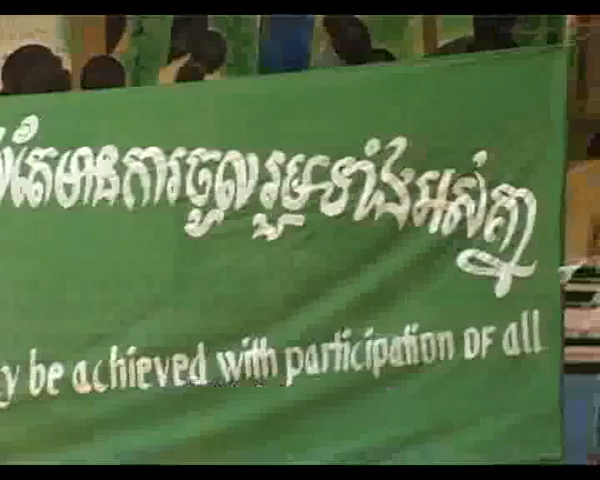 តែមានការចូលរួមទាំងអស់គ្នា
be achieved with participation OF all